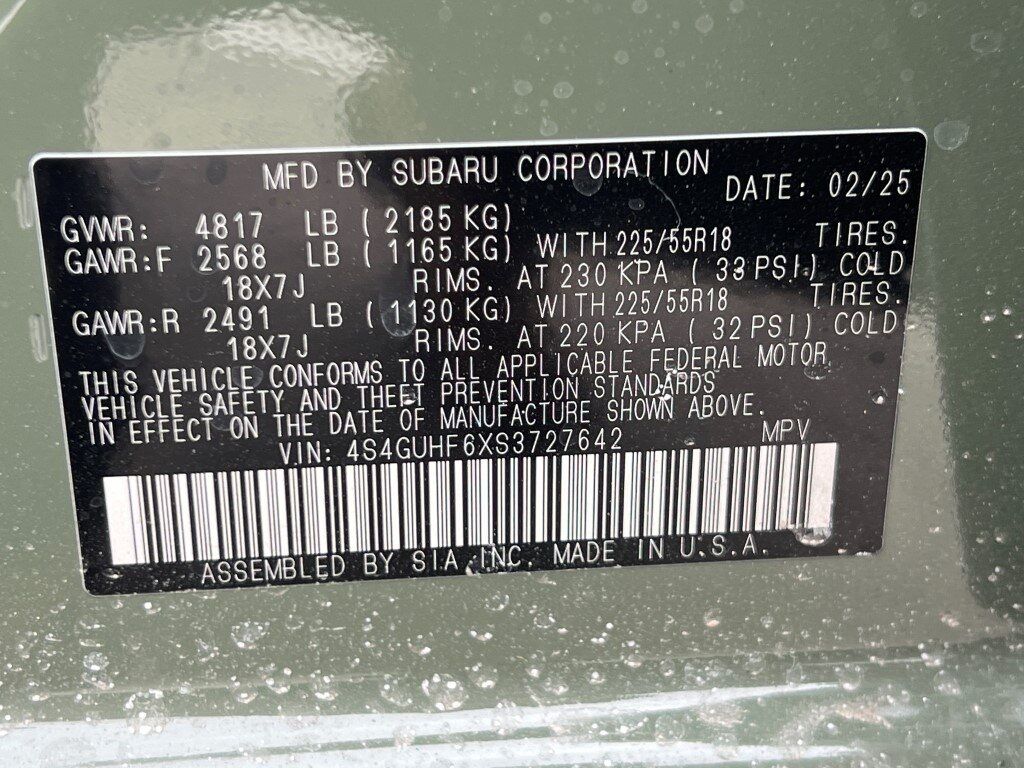 MFD BY SUBARU CORPORATION DATE: 02/25
GVWR: 4817 LB ( 2185 KG)
GAWR:F 2568 LB ( 1165 KG) WITH 225/55R18 TIRES.
18X7J RIMS. AT 230 KPA ( 33 PSI) COLD
GAWR:R 2491 LB ( 1130 KG) WITH 225/55R18 TIRES.
18X7J RIMS. AT 220 KPA ( 32 PSI) COLD
THIS VEHICLE CONFORMS TO ALL APPLICABLE FEDERAL MOTOR
VEHICLE SAFETY AND THEFT PREVENTION STANDARDS
IN EFFECT ON THE DATE OF MANUFACTURE SHOWN ABOVE.
VIN: 4S4GUHF6XS3727642 MPV
ASSEMBLED BY SIA, INC. MADE IN U.S.A.